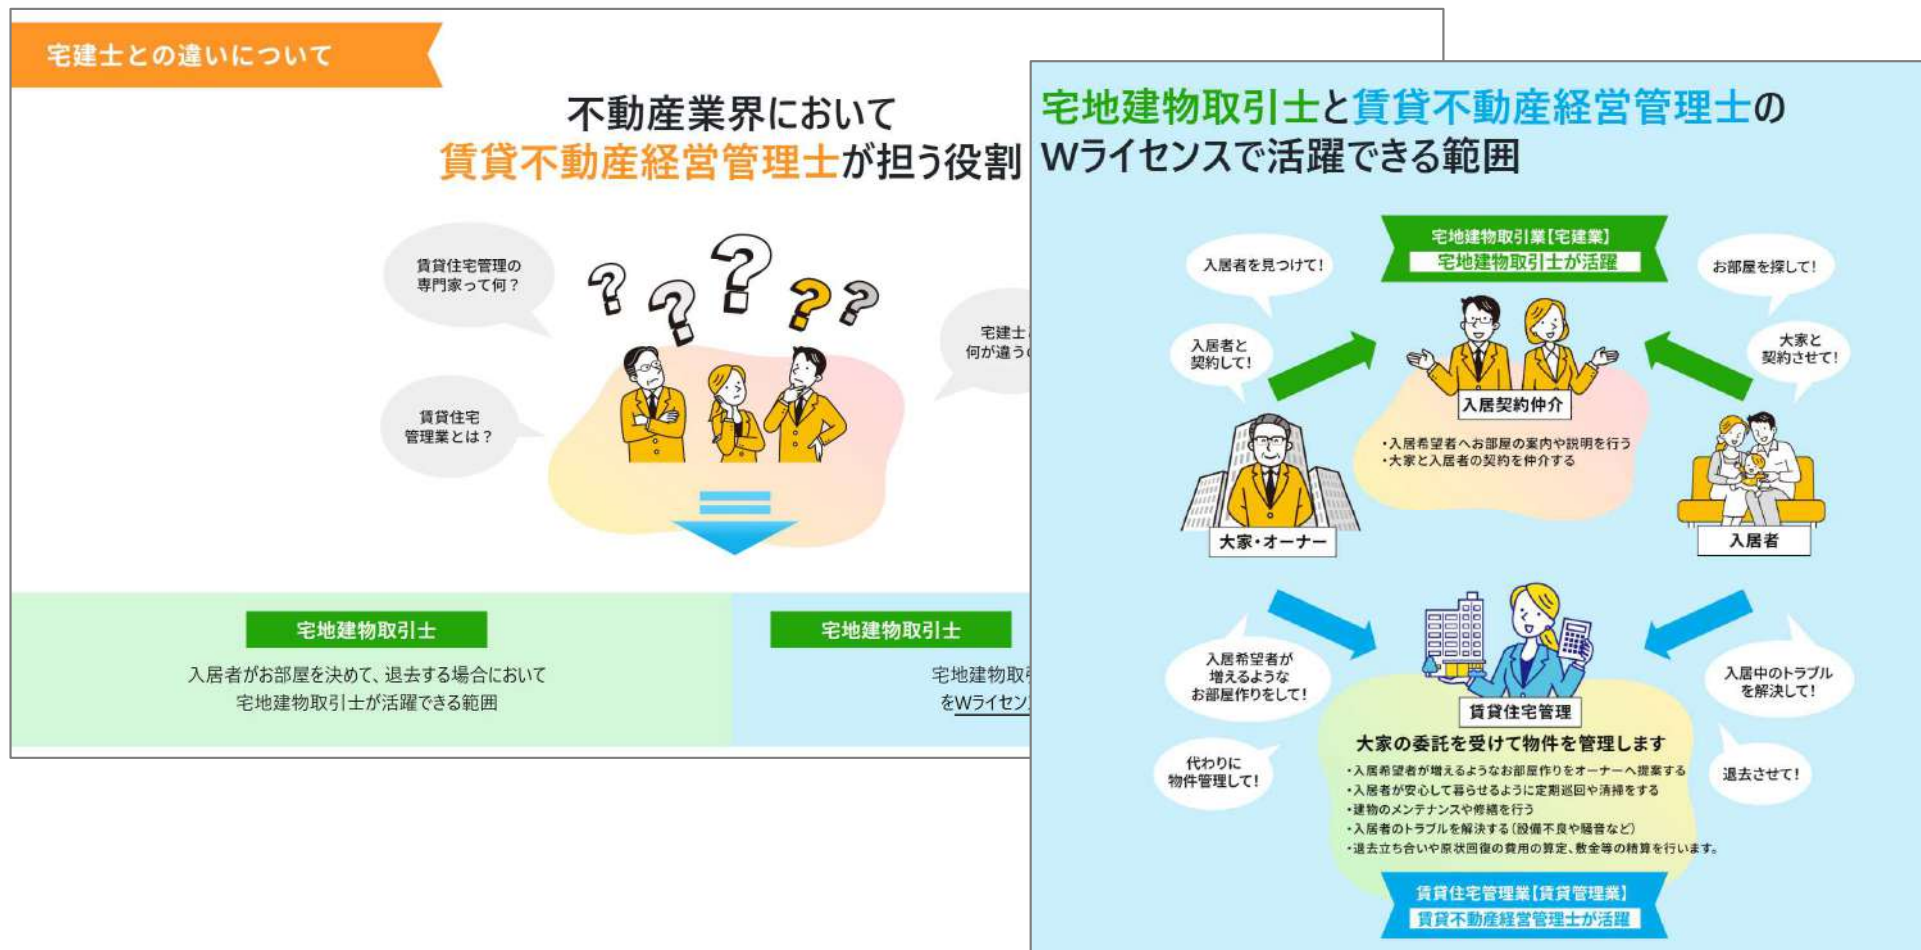 宅建士との違いについて
不動産業界において
賃貸不動産経営管理士が担う役割
賃貸住宅管理の
専門家って何？
宅建士
何が違う
賃貸住宅
管理業とは？
宅地建物取引士
入居者がお部屋を決めて、退去する場合において
宅地建物取引士が活躍できる範囲
宅地建物取引士
宅地建物取
をWライセン
宅地建物取引士と賃貸不動産経営管理士の
Wライセンスで活躍できる範囲
宅地建物取引業【宅建業】
宅地建物取引士が活躍
入居者を見つけて！
お部屋を探して！
入居者と
契約して！
大家と
契約させて！
入居契約仲介
・入居希望者へお部屋の案内や説明を行う
・大家と入居者の契約を仲介する
大家・オーナー
入居者
入居希望者が
増えるような
お部屋作りをして！
入居中のトラブル
を解決して！
賃貸住宅管理
大家の委託を受けて物件を管理します
代わりに
物件管理して！
退去させて！
・入居希望者が増えるようなお部屋作りをオーナーへ提案する
・入居者が安心して暮らせるように定期巡回や清掃をする
・建物のメンテナンスや修繕を行う
・入居者のトラブルを解決する（設備不良や騒音など）
・退去立ち合いや原状回復の費用の算定、敷金等の精算を行います。
賃貸住宅管理業【賃貸管理業】
賃貸不動産経営管理士が活躍